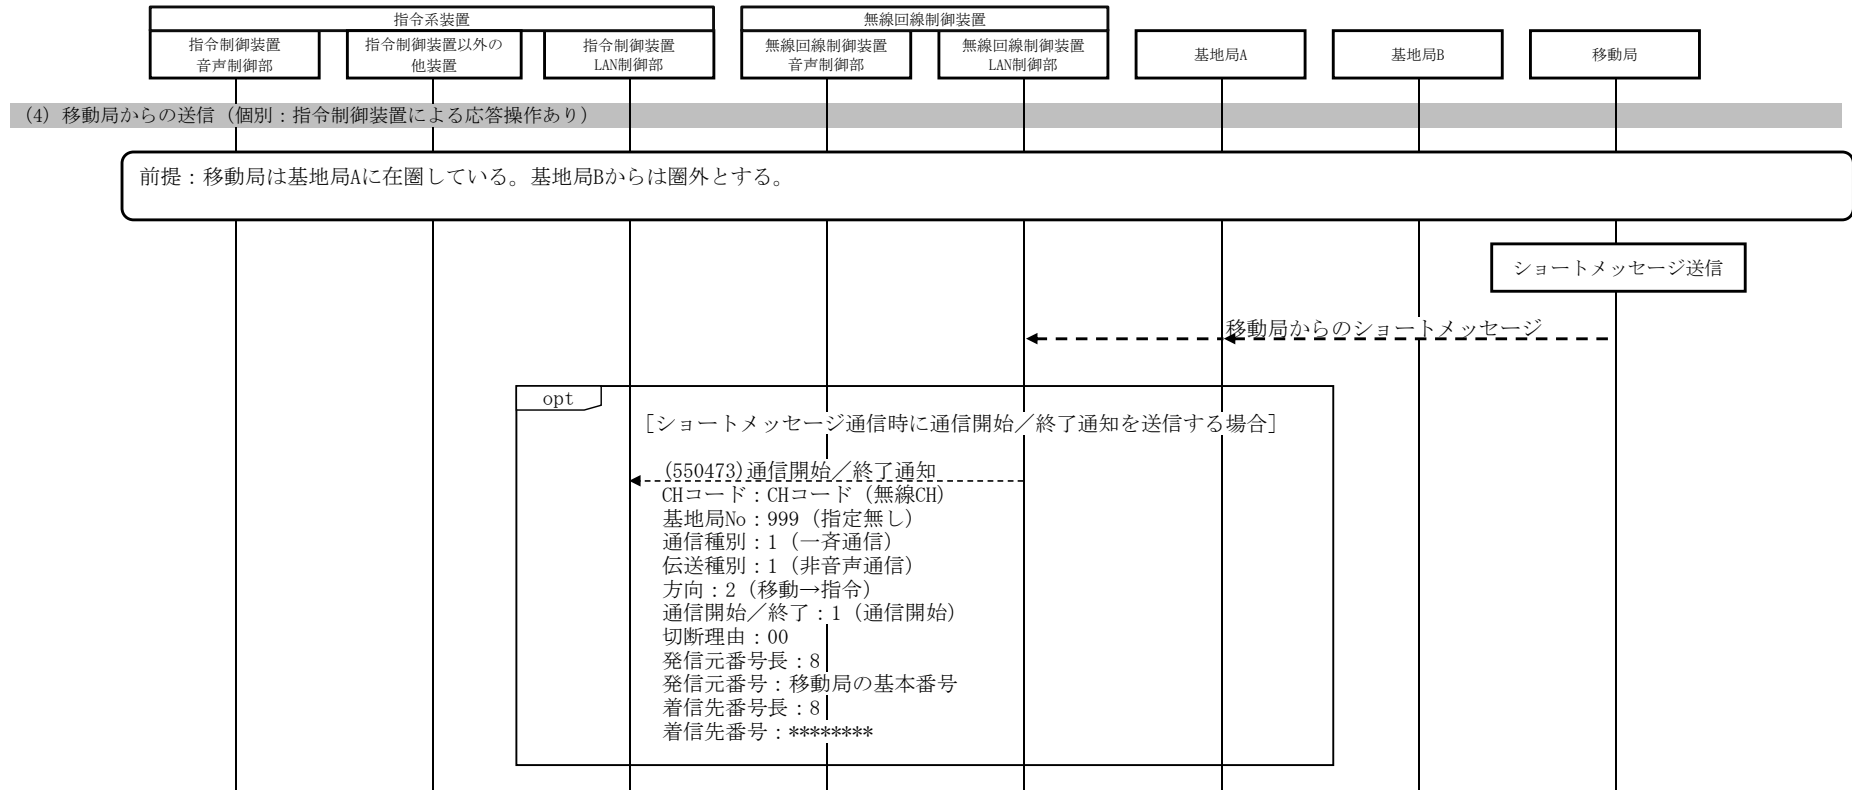 指令系装置
無線回線制御装置
指令制御装置
音声制御部
指令制御装置以外の
他装置
指令制御装置
LAN制御部
無線回線制御装置
音声制御部
無線回線制御装置
LAN制御部
基地局A
基地局B
移動局
(4) 移動局からの送信（個別：指令制御装置による応答操作あり）
前提：移動局は基地局Aに在圏している。基地局Bからは圏外とする。
ショートメッセージ送信
移動局からのショートメッセージ
opt
[ショートメッセージ通信時に通信開始／終了通知を送信する場合]
(550473)通信開始／終了通知
CHコード：CHコード（無線CH）
基地局No：999（指定無し）
通信種別：1（一斉通信）
伝送種別：1（非音声通信）
方向：2（移動→指令）
通信開始／終了：1（通信開始）
切断理由：00
発信元番号長：8
発信元番号：移動局の基本番号
着信先番号長：8
着信先番号：********